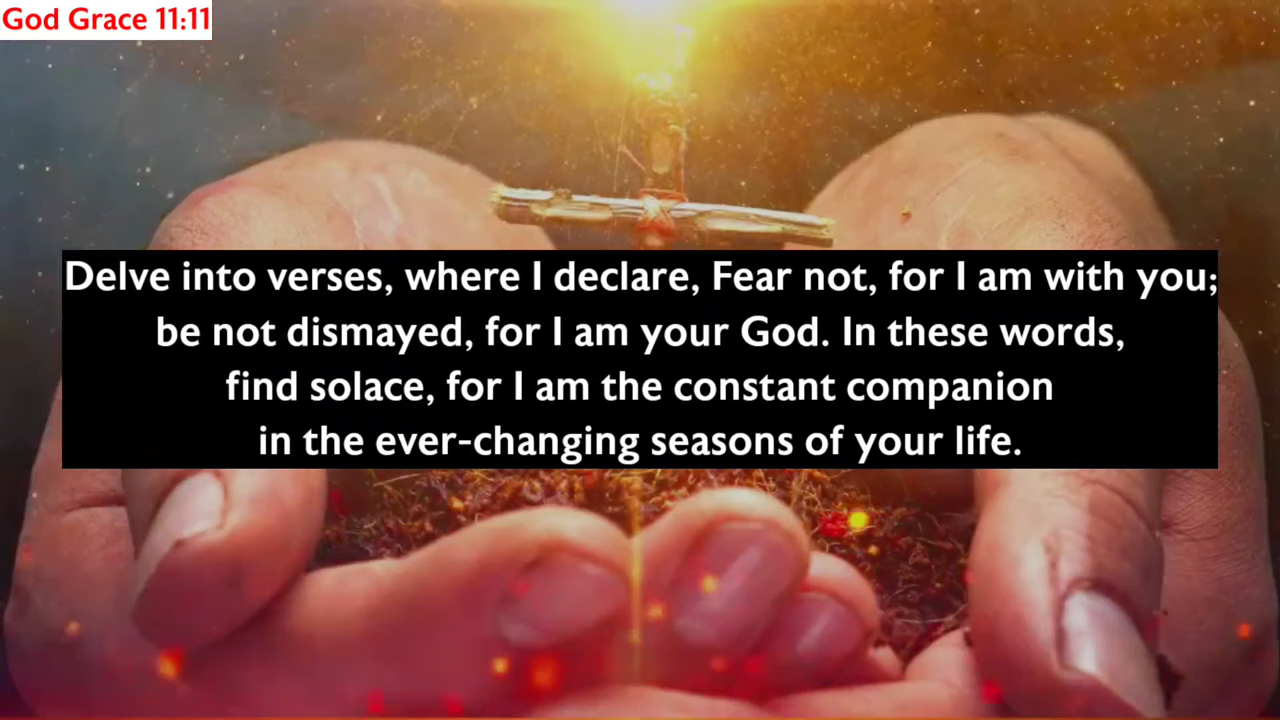 God Grace 11:11
Delve into verses, where I declare, Fear not, for I am with you;
be not dismayed, for I am your God. In these words,
find solace, for I am the constant companion
in the ever-changing seasons of your life.